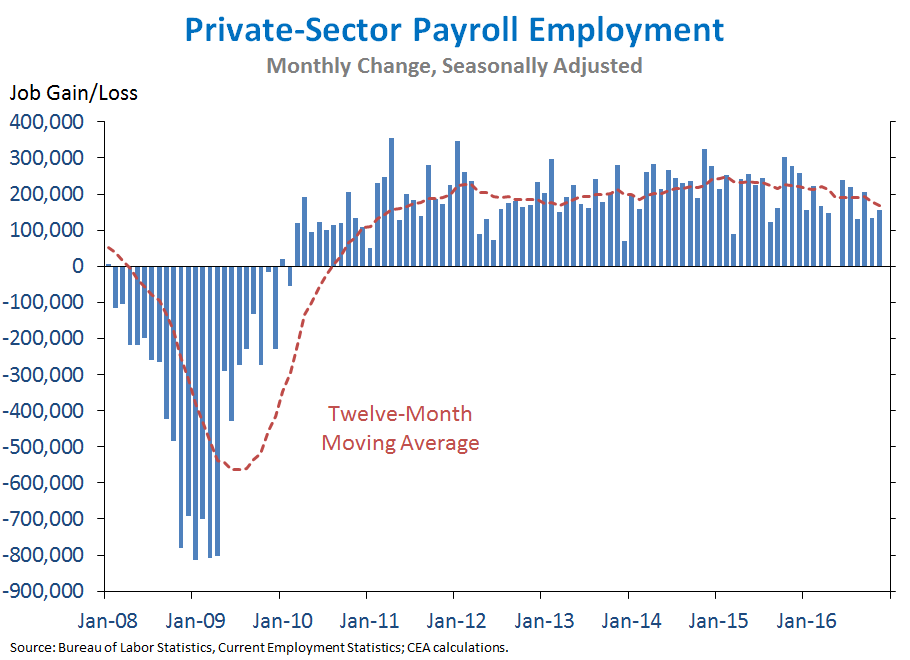 Private-Sector Payroll Employment
Monthly Change, Seasonally Adjusted
Job Gain/Loss
400,000
300,000
200,000
100,000
0
-100,000
-200,000
-300,000
-400,000
-500,000
-600,000
-700,000
-800,000
-900,000
Twelve-Month
Moving Average
Jan-08 Jan-09 Jan-10 Jan-11 Jan-12 Jan-13 Jan-14 Jan-15 Jan-16
Source: Bureau of Labor Statistics, Current Employment Statistics; CEA calculations.